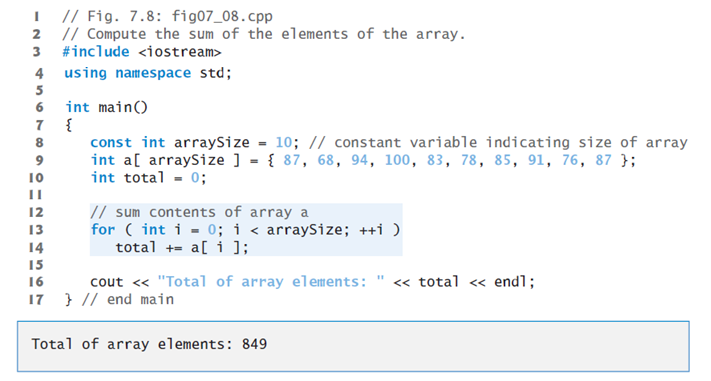 1 // Fig. 7.8: fig07_08.cpp
2 // Compute the sum of the elements of the array.
3 #include <iostream>
4 using namespace std;
5
6 int main()
7 {
8    const int arraySize = 10; // constant variable indicating size of array
9    int a[ arraySize ] = { 87, 68, 94, 100, 83, 78, 85, 91, 76, 87 };
10    int total = 0;
11
12    // sum contents of array a
13    for ( int i = 0; i < arraySize; ++i )
14       total += a[ i ];
15
16    cout << "Total of array elements: " << total << endl;
17 } // end main
Total of array elements: 849